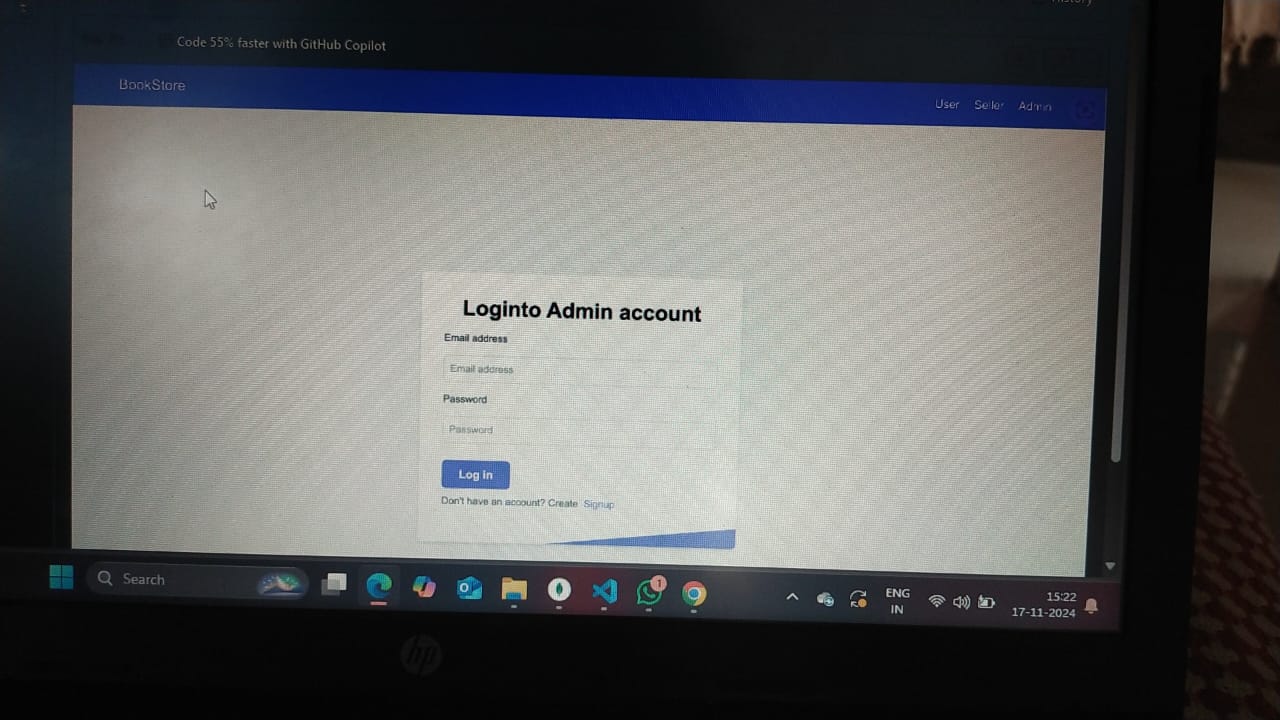 History
Code 55% faster with GitHub Copilot
BookStore
User Seller Admin
Loginto Admin account
Email address
Email address
Password
Password
Log in
Don't have an account? Create Signup
Search
1
ENG
IN
15:22
17-11-2024
hp